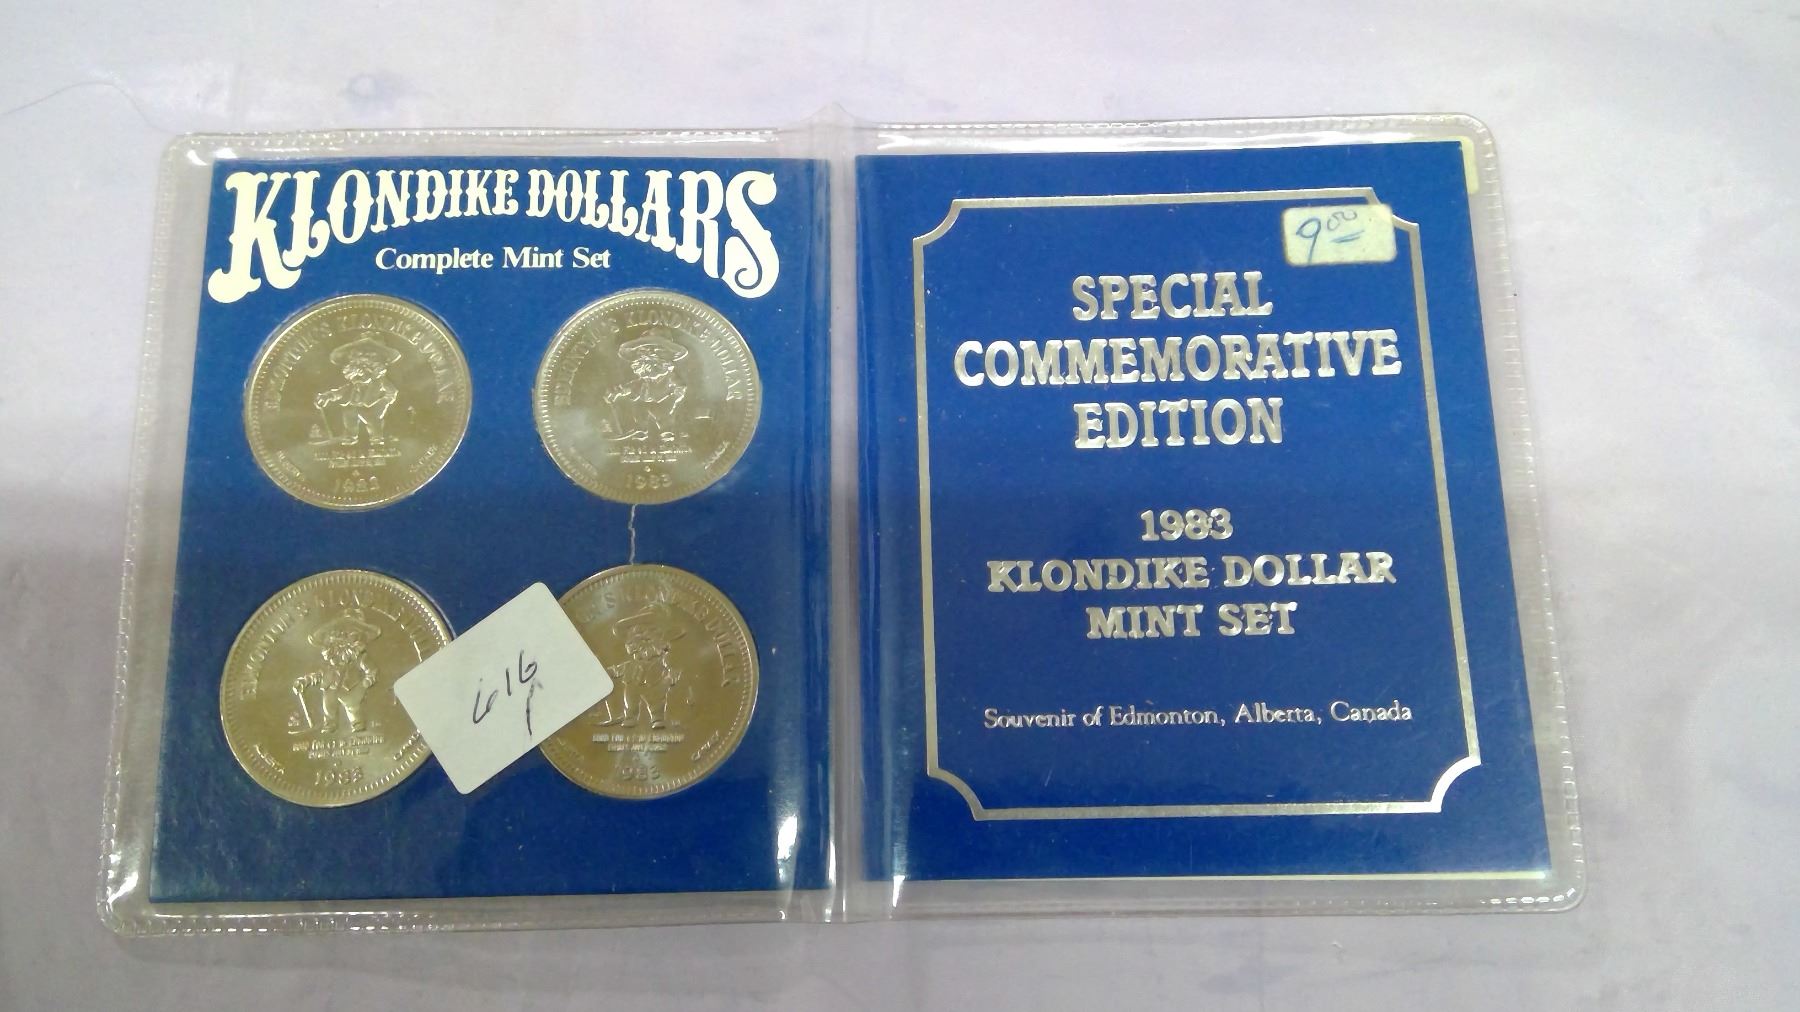 KLONDIKE DOLLARS
Complete Mint Set
EDMONTON'S KLONDIKE DOLLAR
1983
EDMONTON'S KLONDIKE DOLLAR
1983
EDMONTON'S KLONDIKE
1983
KLONDIKE DOLLAR
1983
616
9.00
SPECIAL
COMMEMORATIVE
EDITION
1983
KLONDIKE DOLLAR
MINT SET
Souvenir of Edmonton, Alberta, Canada